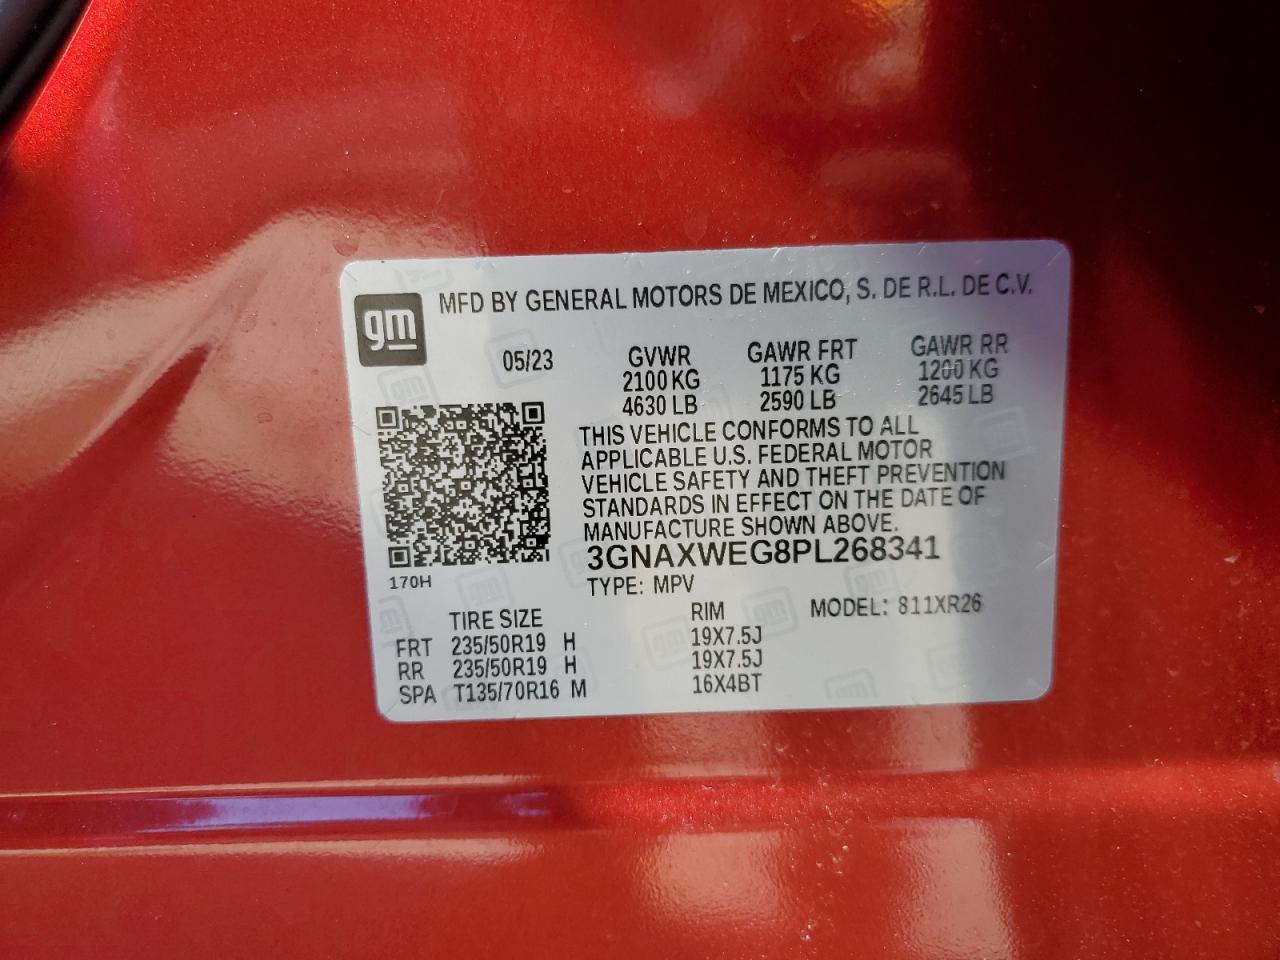 gm
MFD BY GENERAL MOTORS DE MEXICO, S. DE R.L. DE C.V.
05/23 GVWR GAWR FRT GAWR RR
2100 KG 1175 KG 1200 KG
4630 LB 2590 LB 2645 LB
THIS VEHICLE CONFORMS TO ALL
APPLICABLE U.S. FEDERAL MOTOR
VEHICLE SAFETY AND THEFT PREVENTION
STANDARDS IN EFFECT ON THE DATE OF
MANUFACTURE SHOWN ABOVE.
3GNAXWEG8PL268341
170H
TYPE: MPV
TIRE SIZE RIM MODEL: 811XR26
FRT 235/50R19 H 19X7.5J
RR 235/50R19 H 19X7.5J
SPA T135/70R16 M 16X4BT